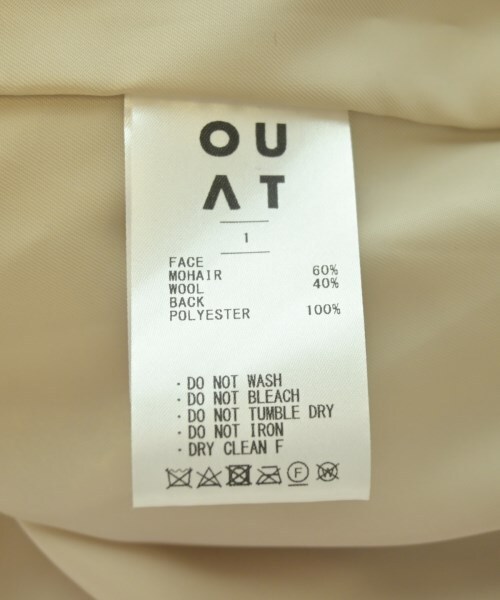 OU
ΛT
1
FACE
MOHAIR 60%
WOOL 40%
BACK
POLYESTER 100%
・DO NOT WASH
・DO NOT BLEACH
・DO NOT TUMBLE DRY
・DO NOT IRON
・DRY CLEAN F
F W